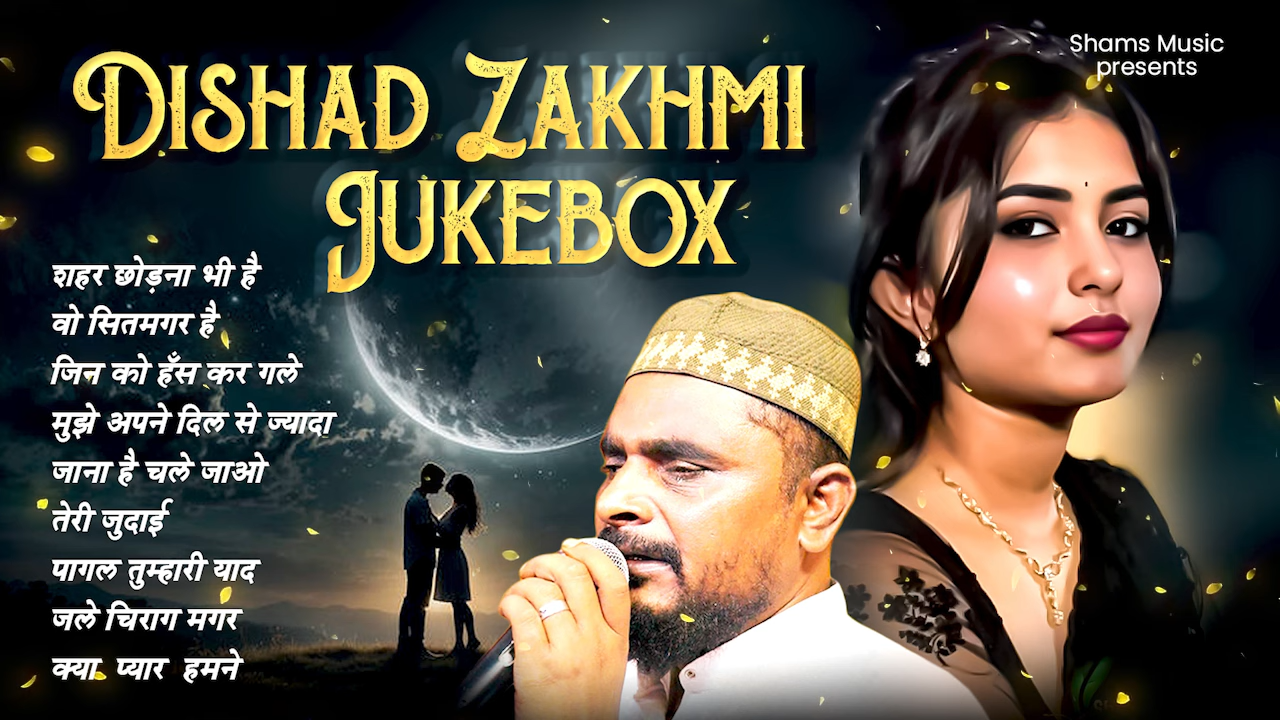 Shams Music
presents
DISHAD ZAKHMI
JUKEBOX
शहर छोड़ना भी है
वो सितमगर है
जिन को हँस कर गले
मुझे अपने दिल से ज्यादा
जाना है चले जाओ
तेरी जुदाई
पागल तुम्हारी याद
जले चिराग मगर
क्या प्यार हमने